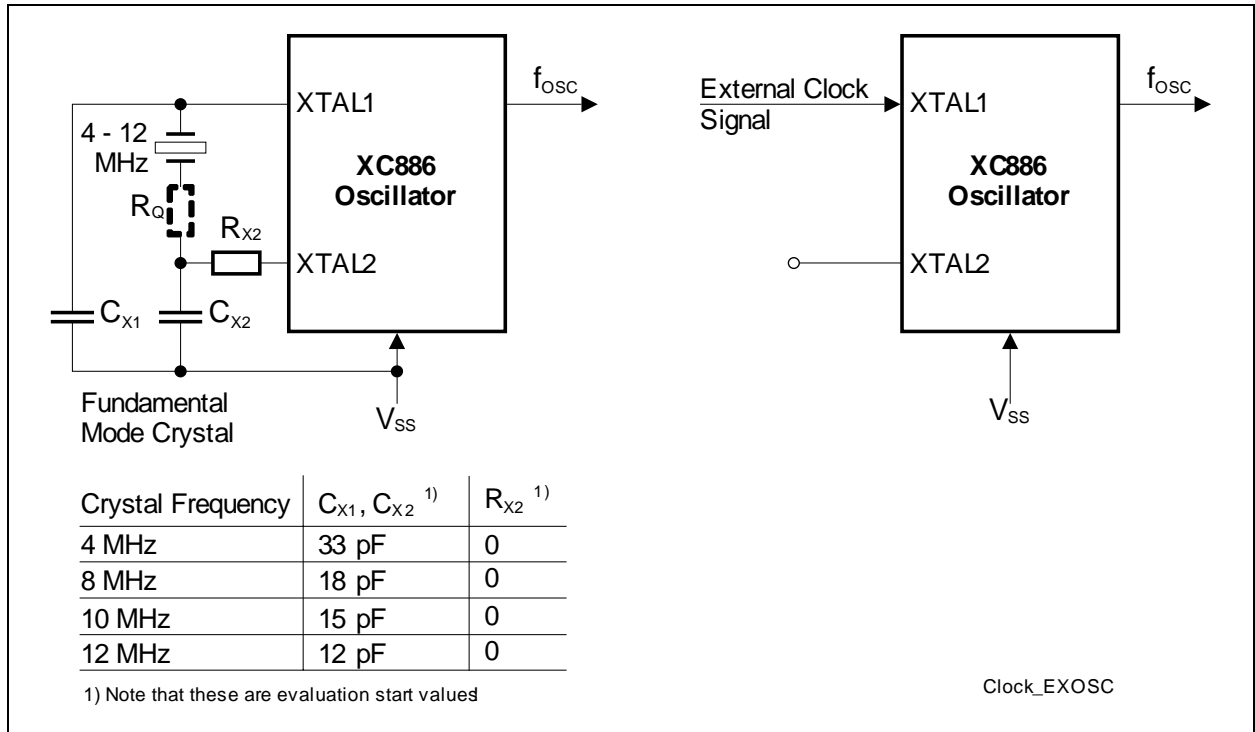 XTAL1
f_OSC
4 - 12
MHz
XC886
Oscillator
R_Q
R_X2
XTAL2
C_X1
C_X2
Fundamental
Mode Crystal
V_SS
External Clock
Signal
XTAL1
f_OSC
XC886
Oscillator
XTAL2
V_SS
Crystal Frequency C_X1, C_X2 1) R_X2 1)
4 MHz 33 pF 0
8 MHz 18 pF 0
10 MHz 15 pF 0
12 MHz 12 pF 0
1) Note that these are evaluation start values!
Clock_EXOSC